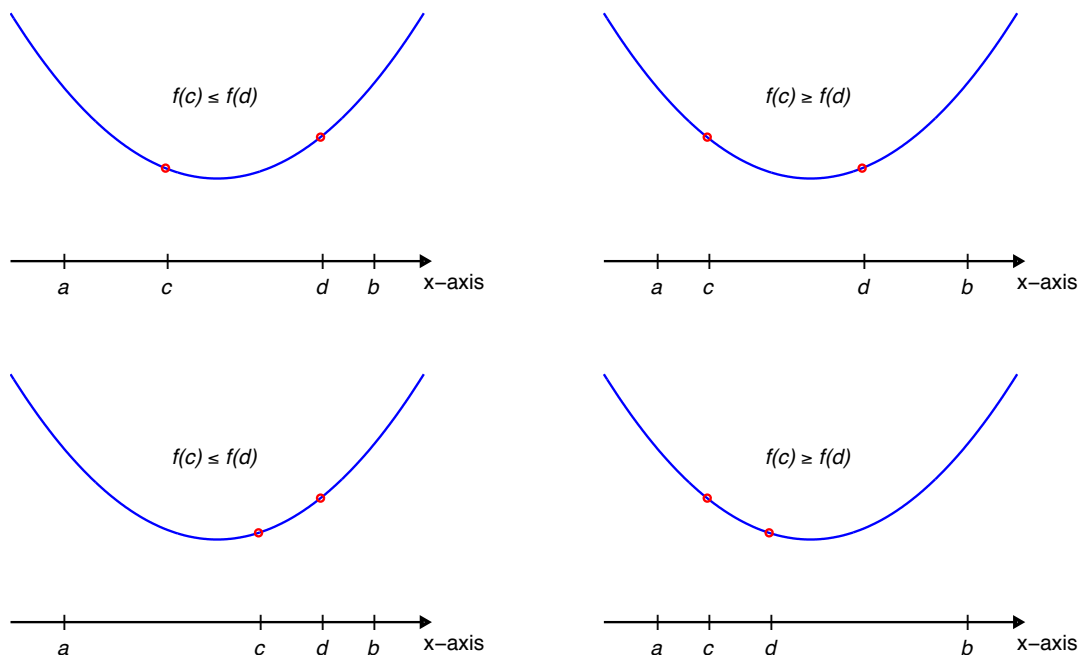 f(c) ≤ f(d)
a c d b x−axis
f(c) ≥ f(d)
a c d b x−axis
f(c) ≤ f(d)
a c d b x−axis
f(c) ≥ f(d)
a c d b x−axis